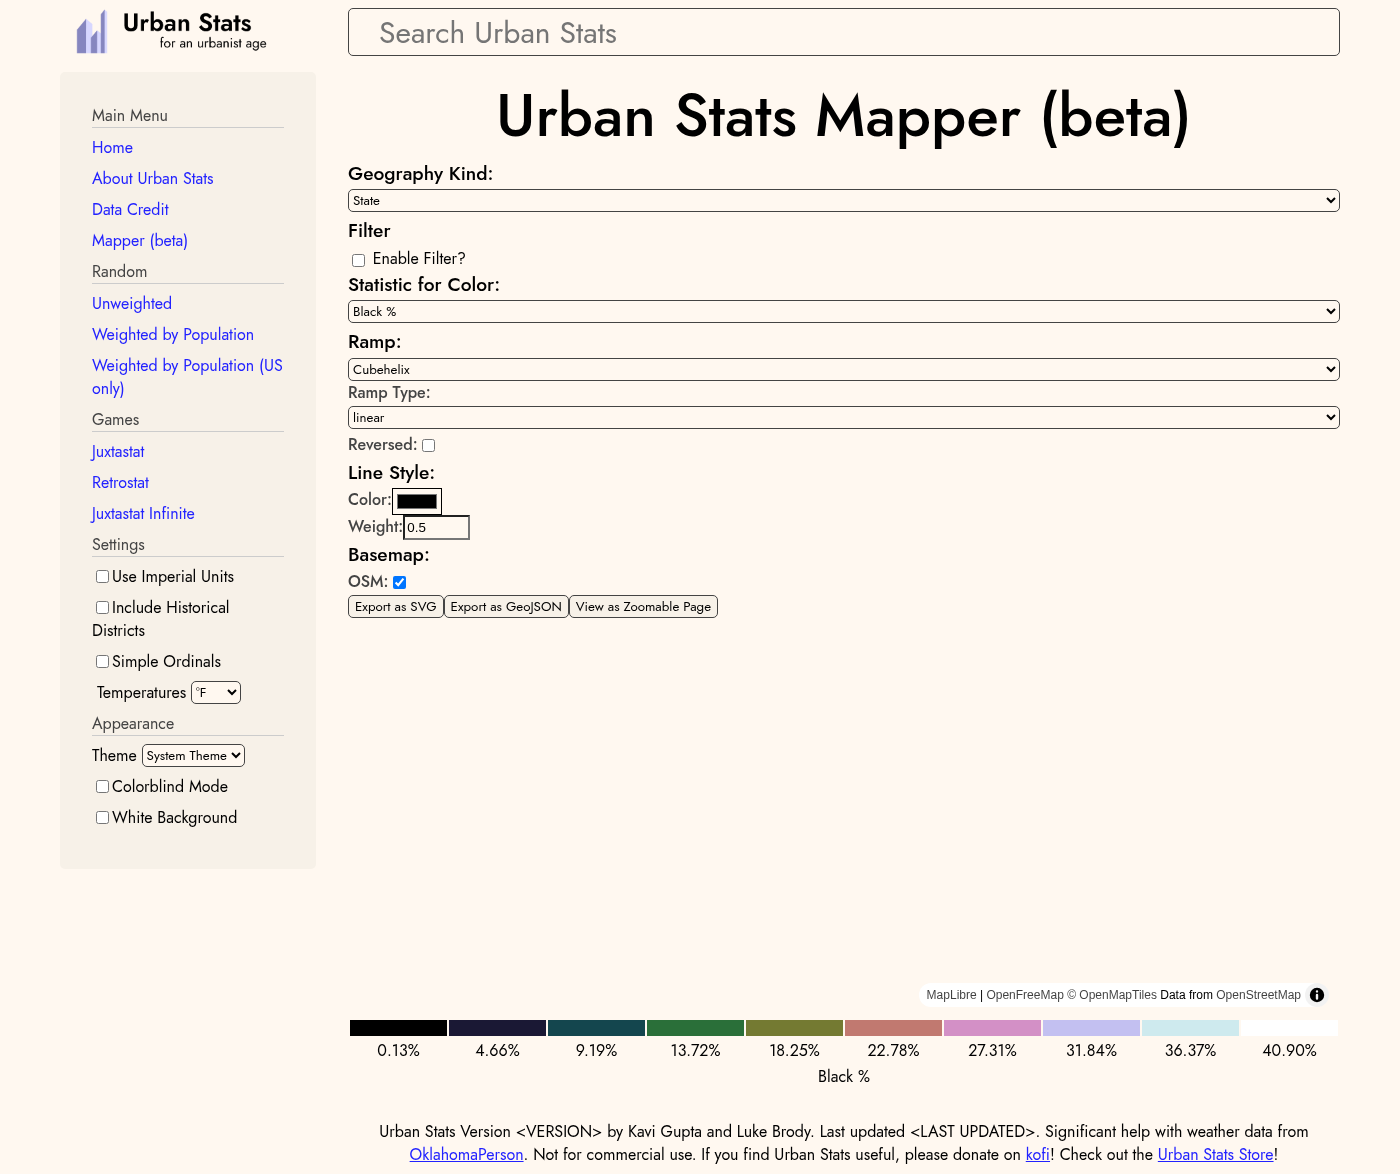 Urban Stats
for an urbanist age
Search Urban Stats
Main Menu
Home
About Urban Stats
Data Credit
Mapper (beta)
Random
Unweighted
Weighted by Population
Weighted by Population (US
only)
Games
Juxtastat
Retrostat
Juxtastat Infinite
Settings
Use Imperial Units
Include Historical
Districts
Simple Ordinals
Temperatures °F
Appearance
Theme System Theme
Colorblind Mode
White Background
Urban Stats Mapper (beta)
Geography Kind:
State
Filter
Enable Filter?
Statistic for Color:
Black %
Ramp:
Cubehelix
Ramp Type:
linear
Reversed:
Line Style:
Color:
Weight: 0.5
Basemap:
OSM:
Export as SVG Export as GeoJSON View as Zoomable Page
MapLibre | OpenFreeMap © OpenMapTiles Data from OpenStreetMap
0.13% 4.66% 9.19% 13.72% 18.25% 22.78% 27.31% 31.84% 36.37% 40.90%
Black %
Urban Stats Version <VERSION> by Kavi Gupta and Luke Brody. Last updated <LAST UPDATED>. Significant help with weather data from
OklahomaPerson. Not for commercial use. If you find Urban Stats useful, please donate on kofi! Check out the Urban Stats Store!